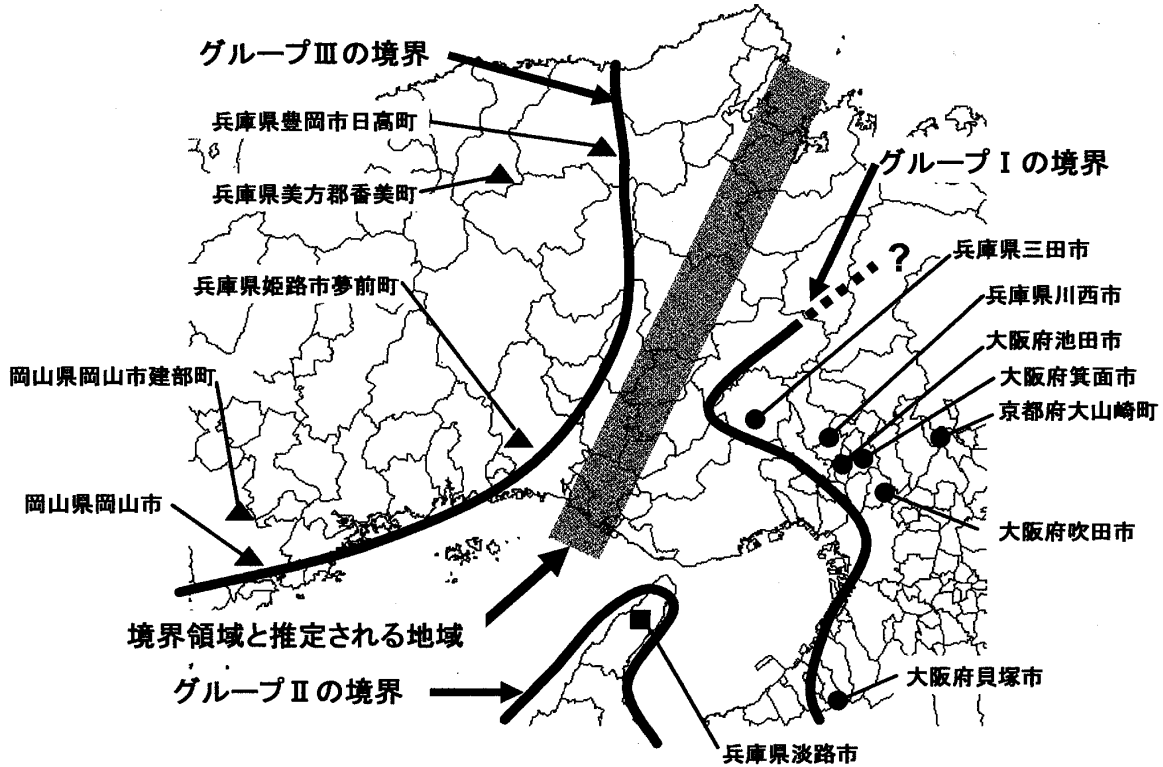 グループⅢの境界
兵庫県豊岡市日高町
兵庫県美方郡香美町
グループⅠの境界
?
兵庫県三田市
兵庫県姫路市夢前町
兵庫県川西市
大阪府池田市
岡山県岡山市建部町
大阪府箕面市
京都府大山崎町
岡山県岡山市
大阪府吹田市
境界領域と推定される地域
グループⅡの境界
大阪府貝塚市
兵庫県淡路市